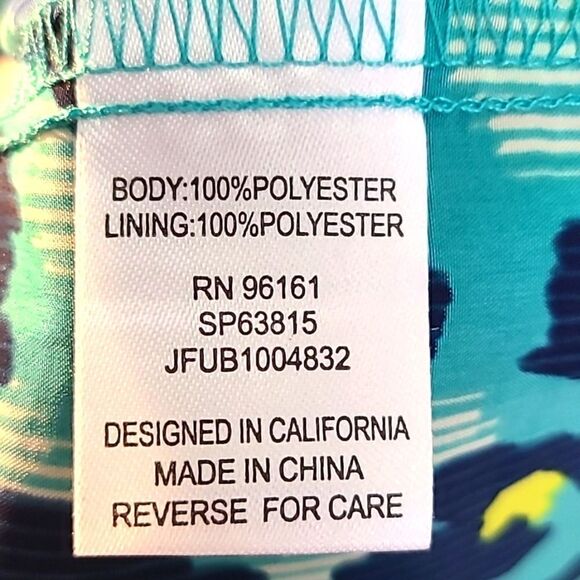 BODY:100%POLYESTER
LINING:100%POLYESTER
RN 96161
SP63815
JFUB1004832
DESIGNED IN CALIFORNIA
MADE IN CHINA
REVERSE FOR CARE